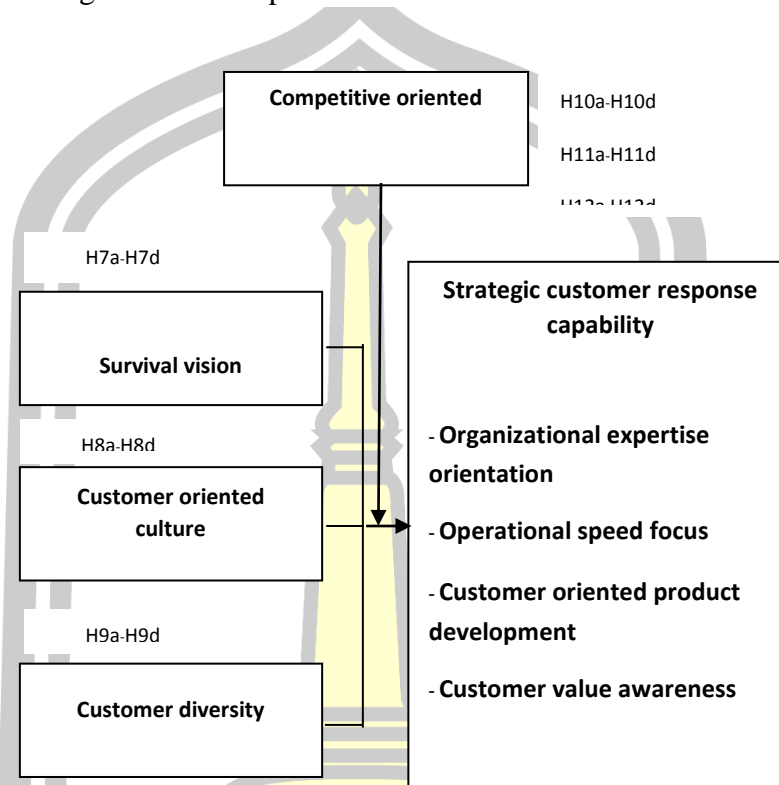 Competitive oriented
H10a-H10d
H11a-H11d
H7a-H7d
Survival vision
H8a-H8d
Customer oriented
culture
H9a-H9d
Customer diversity
Strategic customer response
capability
- Organizational expertise
orientation
- Operational speed focus
- Customer oriented product
development
- Customer value awareness